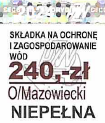 SKŁADKA NA OCHRONĘ
I ZAGOSPODAROWANIE
WÓD
240,-zł
O/Mazowiecki
NIEPEŁNA